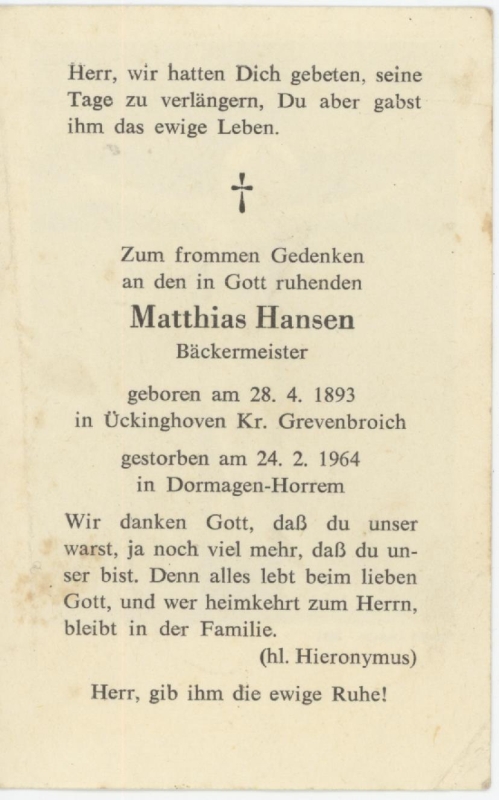 Herr, wir hatten Dich gebeten, seine
Tage zu verlängern, Du aber gabst
ihm das ewige Leben.
Zum frommen Gedenken
an den in Gott ruhenden
Matthias Hansen
Bäckermeister
geboren am 28. 4. 1893
in Ückinghoven Kr. Grevenbroich
gestorben am 24. 2. 1964
in Dormagen-Horrem
Wir danken Gott, daß du unser
warst, ja noch viel mehr, daß du un-
ser bist. Denn alles lebt beim lieben
Gott, und wer heimkehrt zum Herrn,
bleibt in der Familie.
(hl. Hieronymus)
Herr, gib ihm die ewige Ruhe!